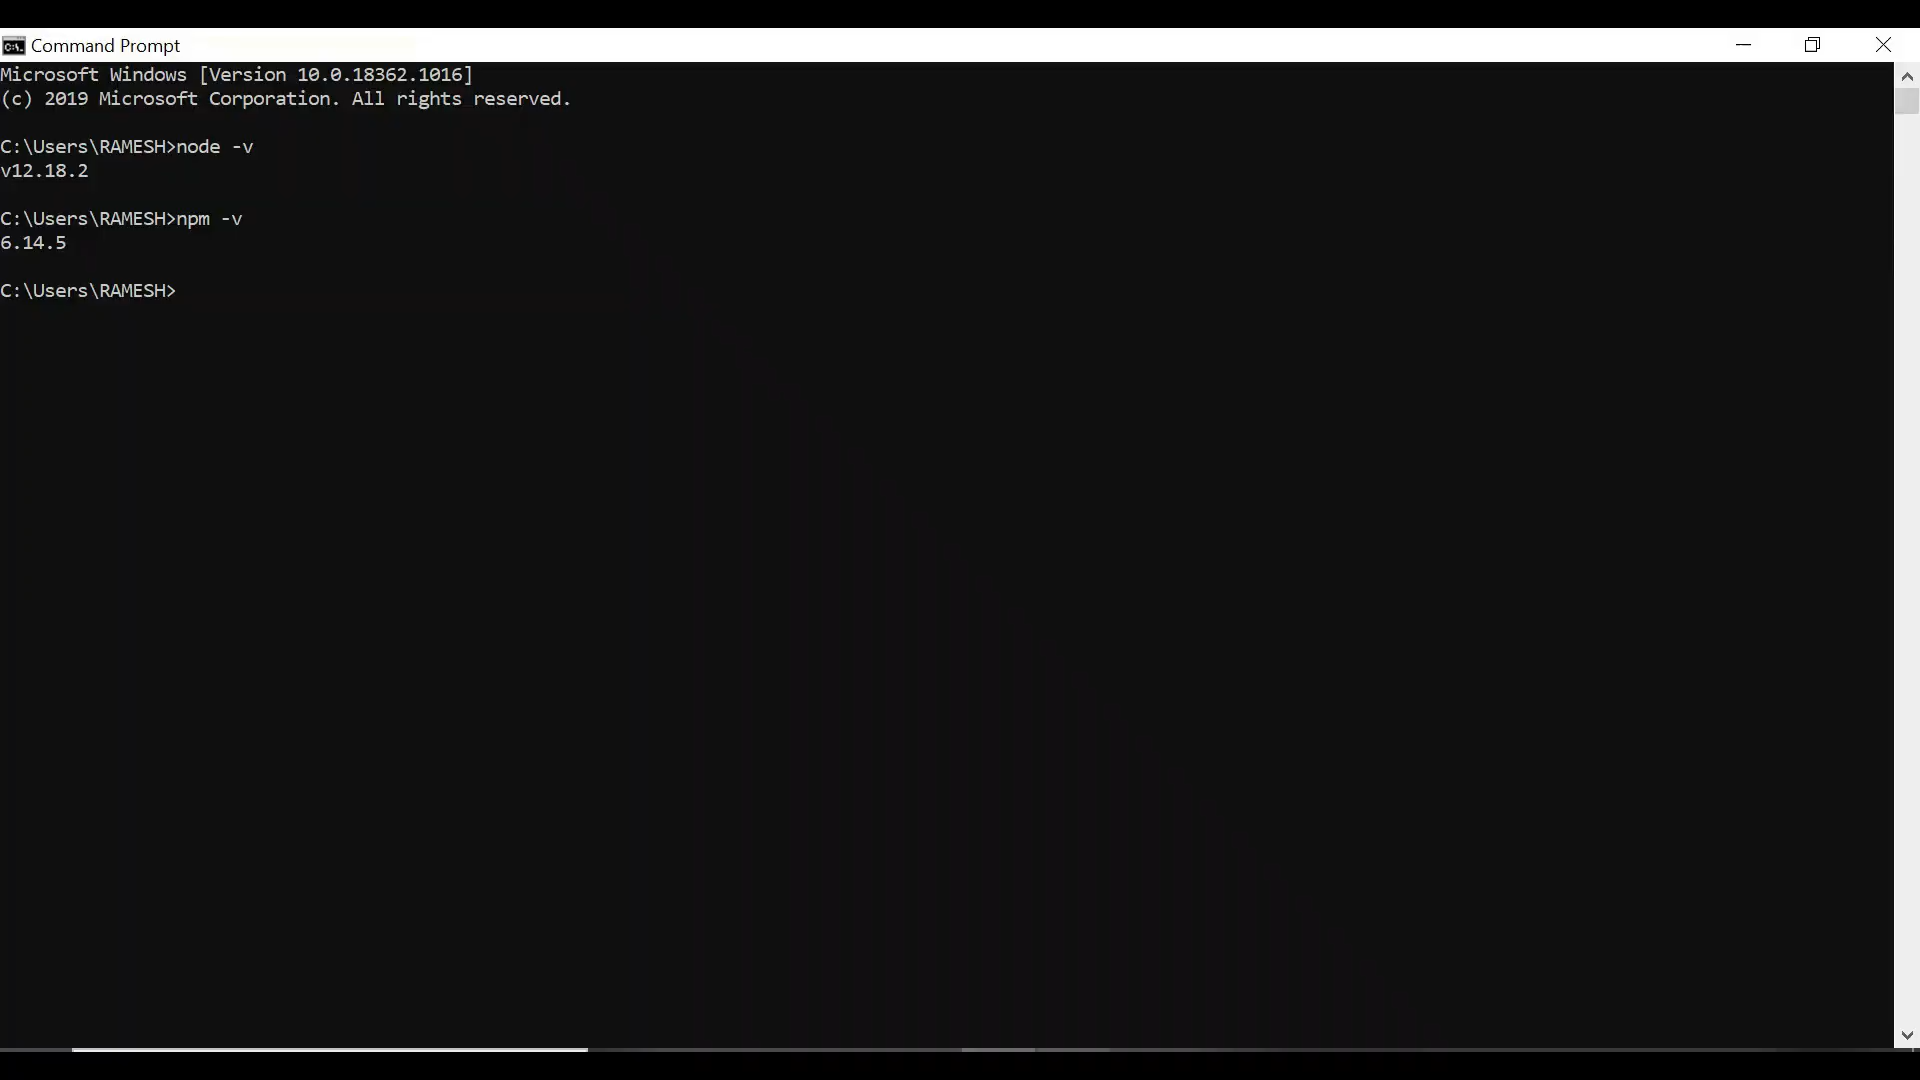 Command Prompt
Microsoft Windows [Version 10.0.18362.1016]
(c) 2019 Microsoft Corporation. All rights reserved.
C:\Users\RAMESH>node -v
v12.18.2
C:\Users\RAMESH>npm -v
6.14.5
C:\Users\RAMESH>